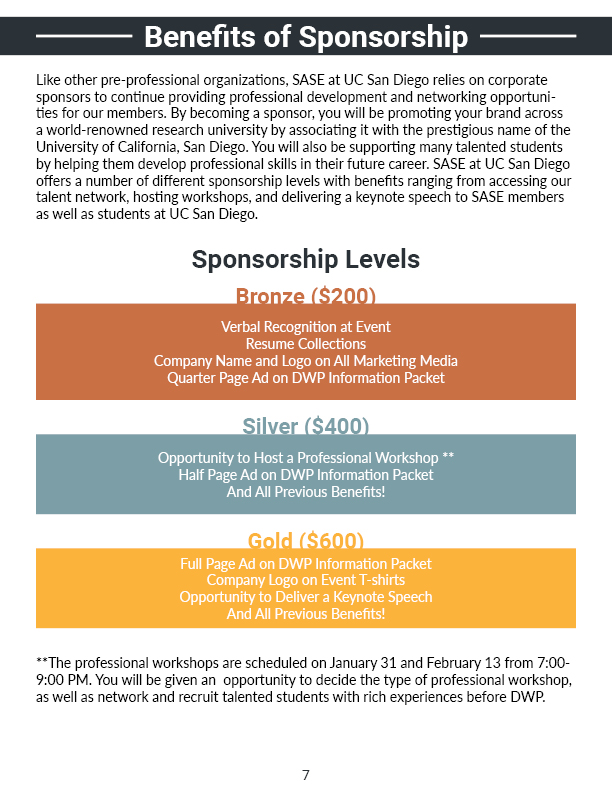 Benefits of Sponsorship
Like other pre-professional organizations, SASE at UC San Diego relies on corporate
sponsors to continue providing professional development and networking opportuni-
ties for our members. By becoming a sponsor, you will be promoting your brand across
a world-renowned research university by associating it with the prestigious name of the
University of California, San Diego. You will also be supporting many talented students
by helping them develop professional skills in their future career. SASE at UC San Diego
offers a number of different sponsorship levels with benefits ranging from accessing our
talent network, hosting workshops, and delivering a keynote speech to SASE members
as well as students at UC San Diego.
Sponsorship Levels
Bronze ($200)
Verbal Recognition at Event
Resume Collections
Company Name and Logo on All Marketing Media
Quarter Page Ad on DWP Information Packet
Silver ($400)
Opportunity to Host a Professional Workshop **
Half Page Ad on DWP Information Packet
And All Previous Benefits!
Gold ($600)
Full Page Ad on DWP Information Packet
Company Logo on Event T-shirts
Opportunity to Deliver a Keynote Speech
And All Previous Benefits!
**The professional workshops are scheduled on January 31 and February 13 from 7:00-
9:00 PM. You will be given an  opportunity to decide the type of professional workshop,
as well as network and recruit talented students with rich experiences before DWP.
7